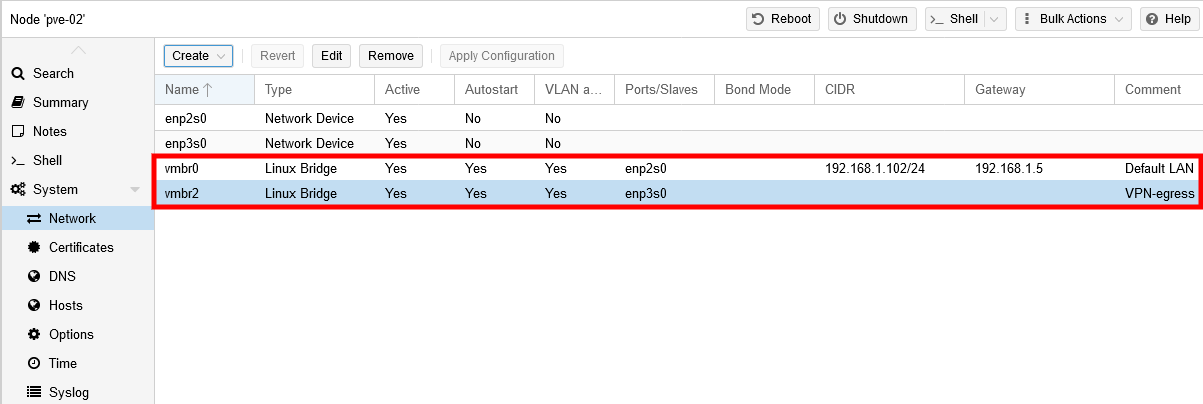 Node 'pve-02'
Reboot Shutdown Shell Bulk Actions Help
Create Revert Edit Remove Apply Configuration
Search
Summary
Notes
Shell
System
Network
Certificates
DNS
Hosts
Options
Time
Syslog
Name Type Active Autostart VLAN a... Ports/Slaves Bond Mode CIDR Gateway Comment
enp2s0 Network Device Yes No No
enp3s0 Network Device Yes No No
vmbr0 Linux Bridge Yes Yes Yes enp2s0 192.168.1.102/24 192.168.1.5 Default LAN
vmbr2 Linux Bridge Yes Yes Yes enp3s0 VPN-egress